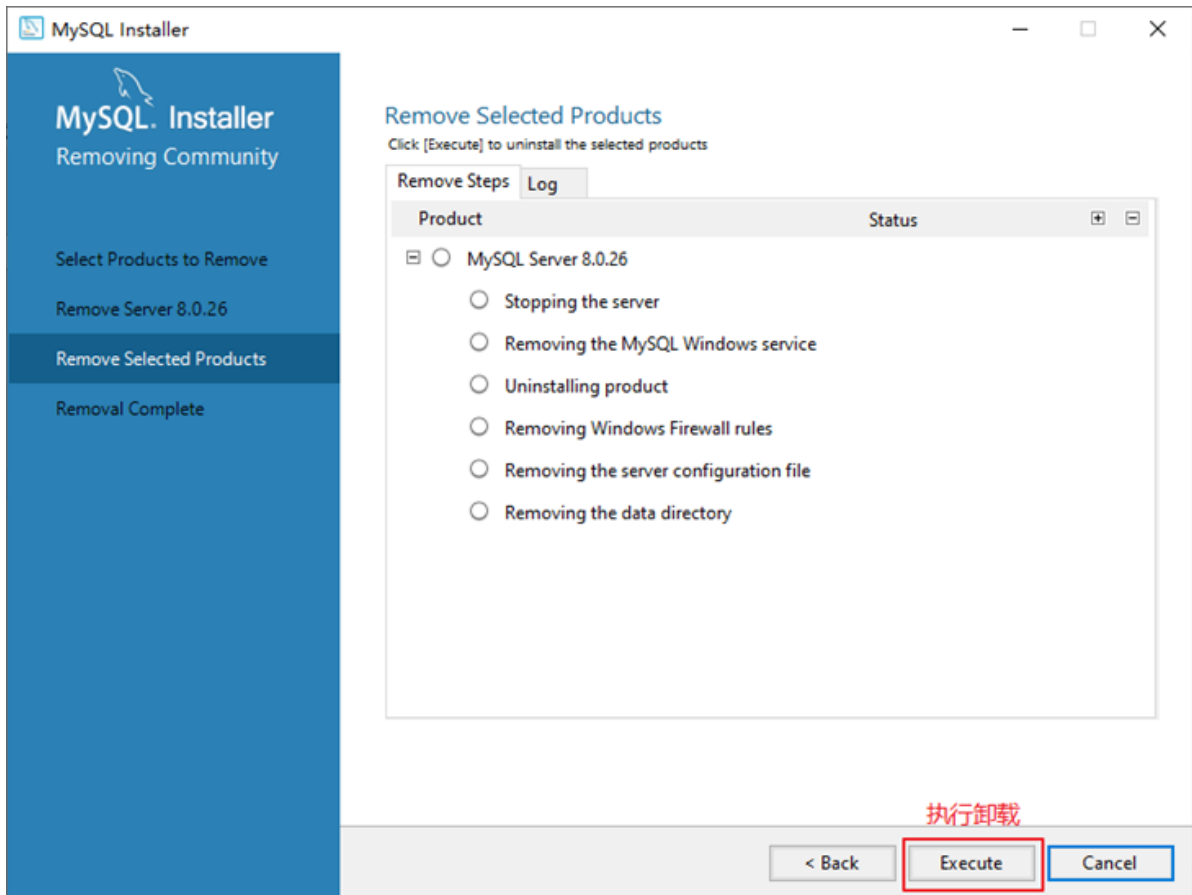 MySQL Installer
MySQL. Installer
Removing Community
Select Products to Remove
Remove Server 8.0.26
Remove Selected Products
Removal Complete
Remove Selected Products
Click [Execute] to uninstall the selected products
Remove Steps Log
Product Status
MySQL Server 8.0.26
Stopping the server
Removing the MySQL Windows service
Uninstalling product
Removing Windows Firewall rules
Removing the server configuration file
Removing the data directory
执行卸载
< Back Execute Cancel